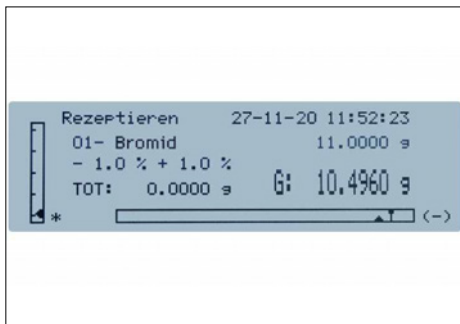 Rezeptieren 27-11-20 11:52:23
01- Bromid 11.0000 g
- 1.0 % + 1.0 %
TOT: 0.0000 g G: 10.4960 g
* (-)